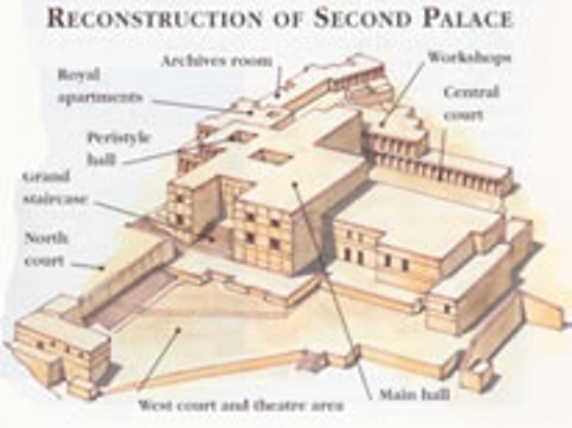 RECONSTRUCTION OF SECOND PALACE
Archives room
Workshops
Royal
apartments
Central
court
Peristyle
hall
Grand
staircase
North
court
Main hall
West court and theatre area